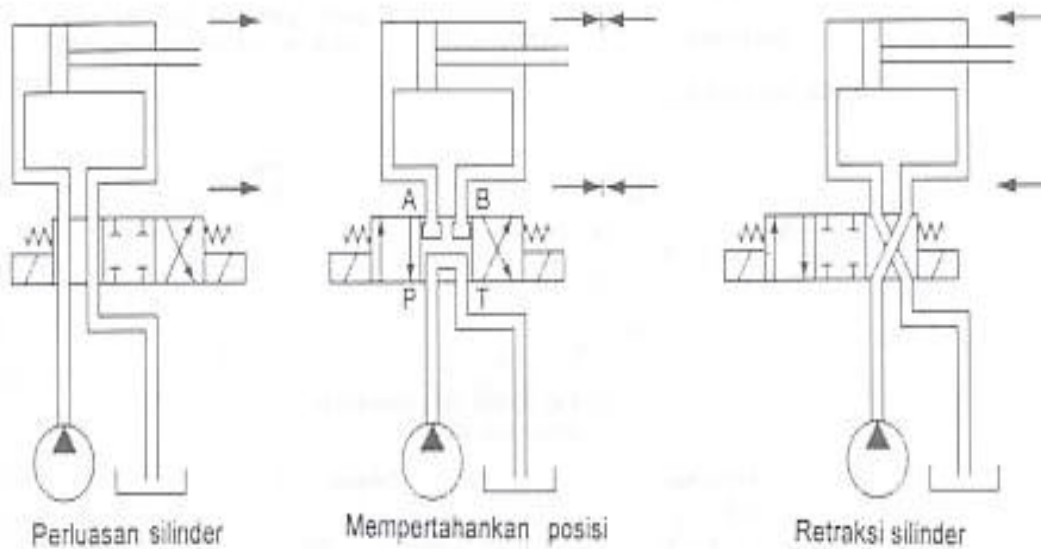 A B
P T
Perluasan silinder
Mempertahankan posisi
Retraksi silinder